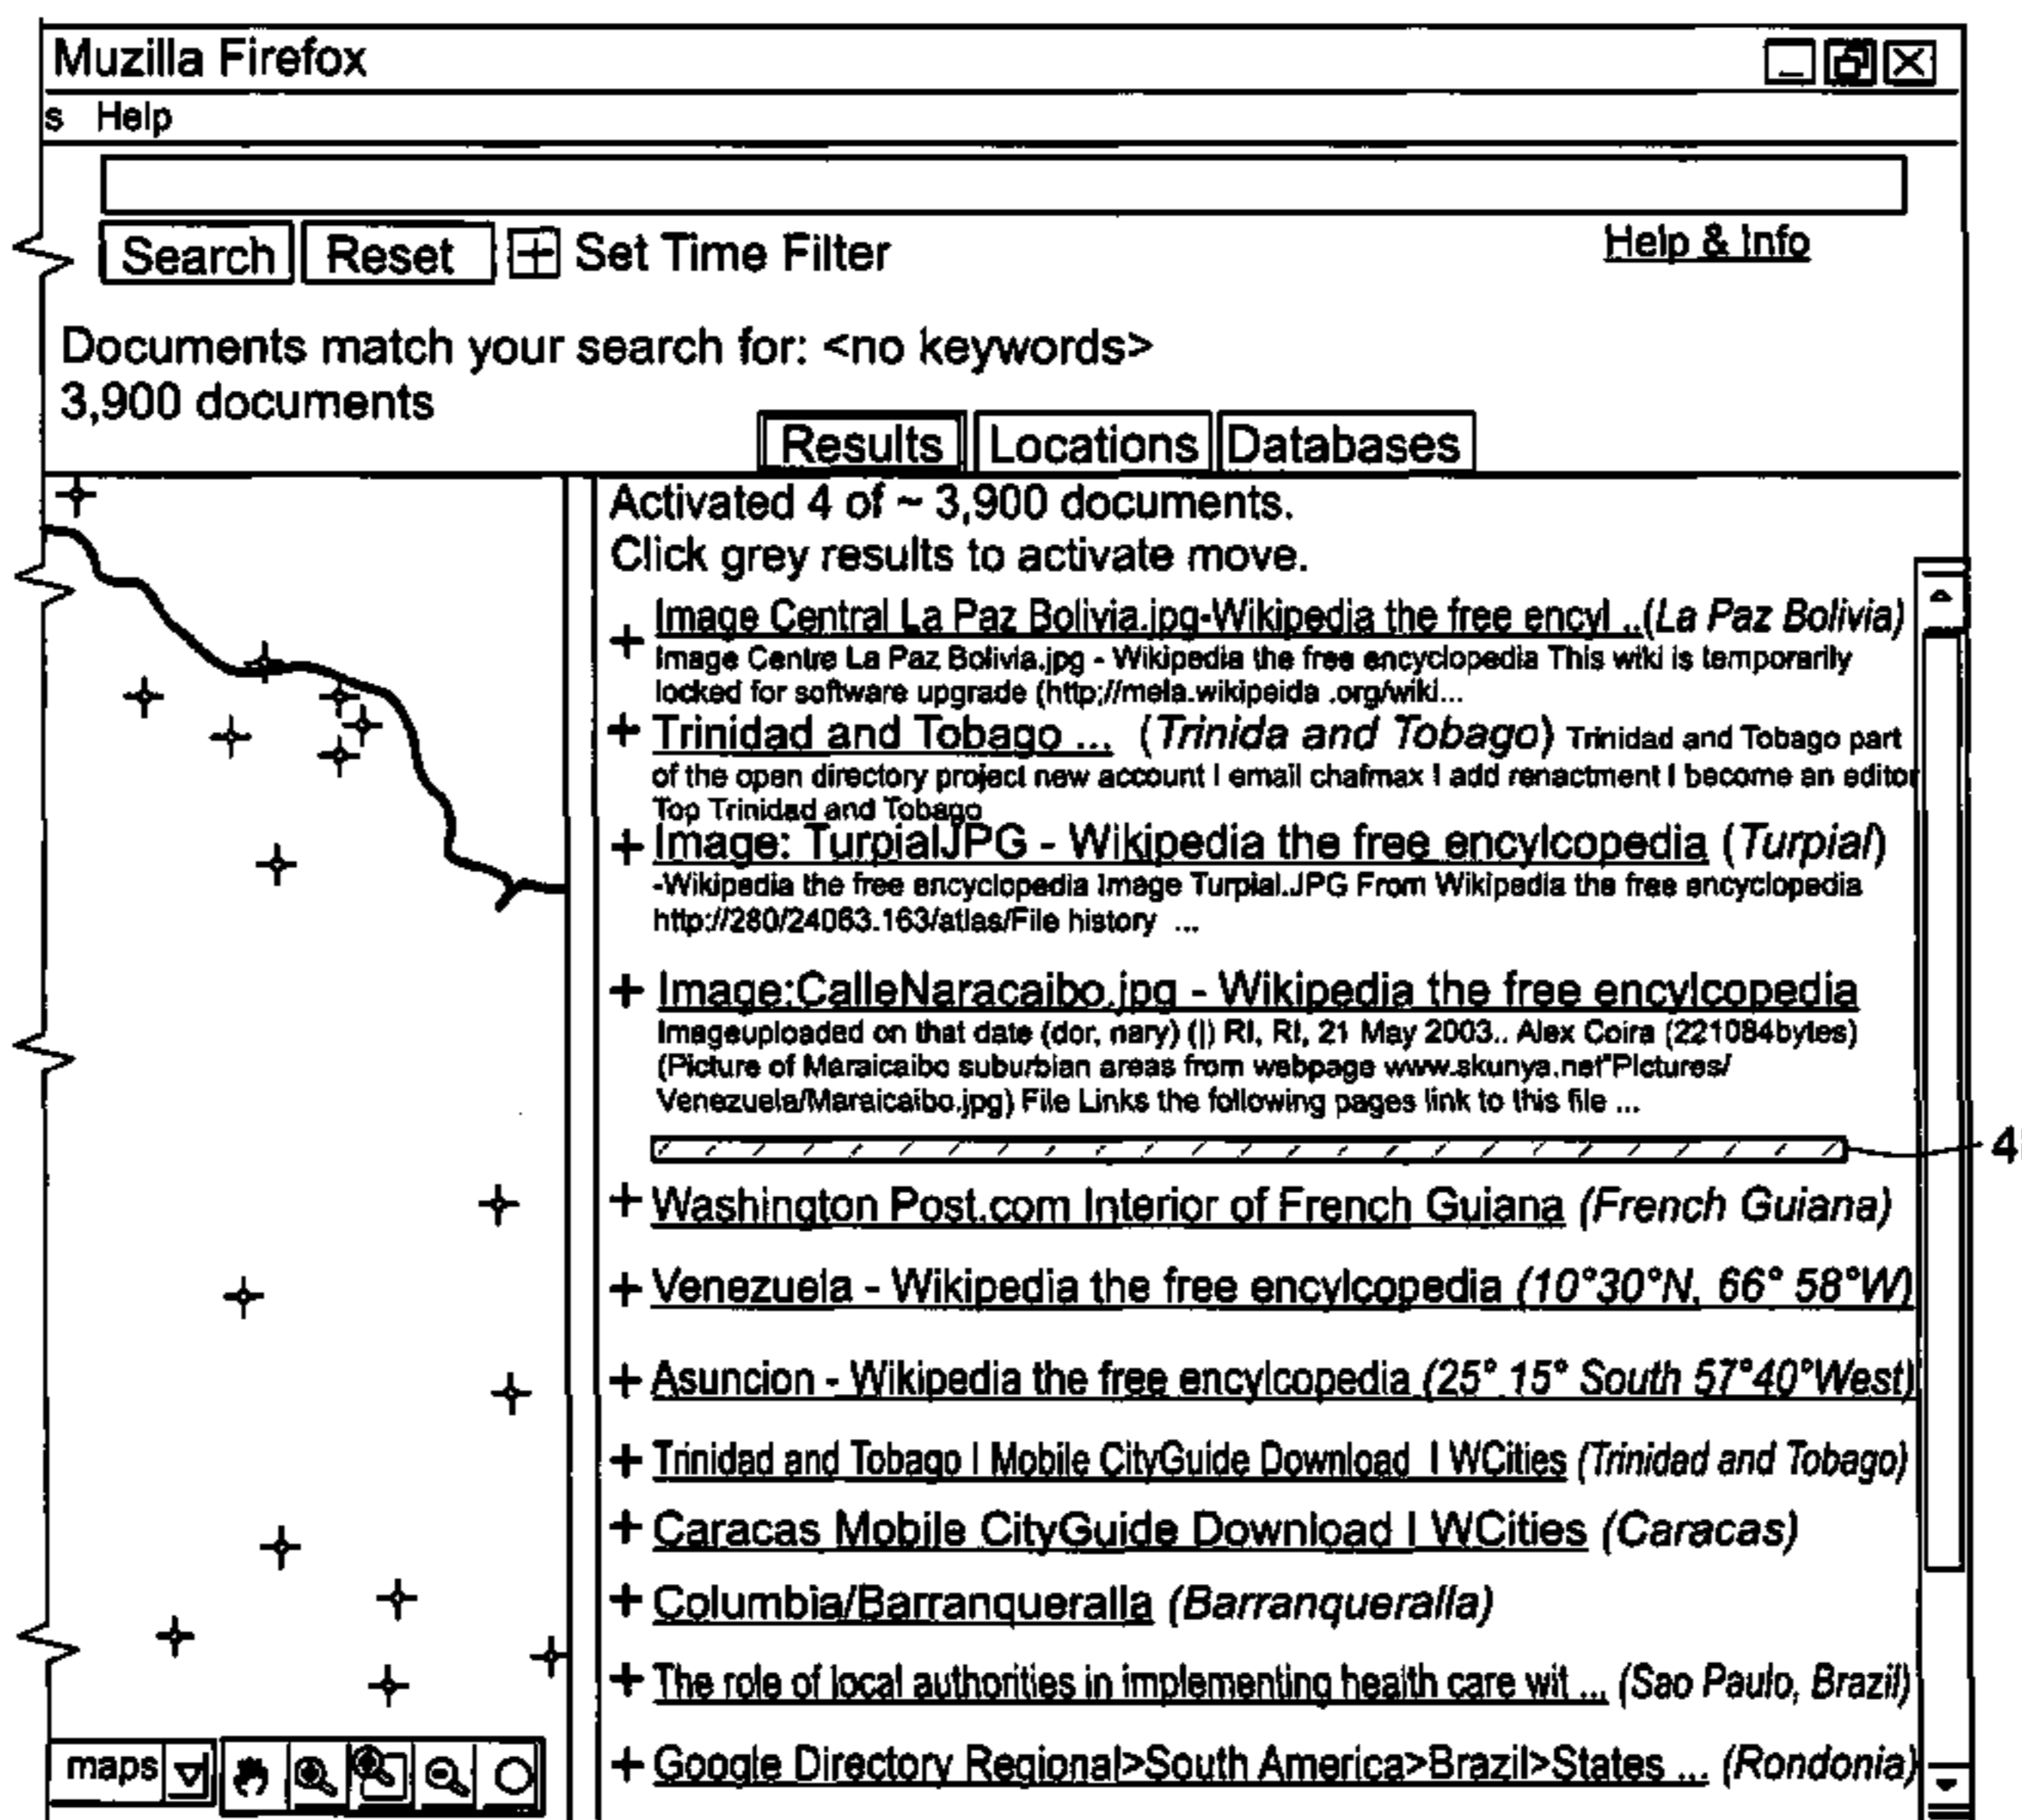 Muzilla Firefox
s Help
Search Reset Set Time Filter Help & Info
Documents match your search for: <no keywords>
3,900 documents
Results Locations Databases
Activated 4 of ~ 3,900 documents.
Click grey results to activate move.
+ Image Central La Paz Bolivia.jpg-Wikipedia the free encyl ..(La Paz Bolivia)
Image Centre La Paz Bolivia.jpg - Wikipedia the free encyclopedia This wiki is temporarily
locked for software upgrade (http;//mela.wikipeida .org/wiki...
+ Trinidad and Tobago ... (Trinida and Tobago) Trinidad and Tobago part
of the open directory project new account I email chafmax I add renactment I become an editor
Top Trinidad and Tobago
+ Image: TurpialJPG - Wikipedia the free encylcopedia (Turpial)
-Wikipedia the free encyclopedia Image Turpial.JPG From Wikipedia the free encyclopedia
http://280/24063.163/atlas/File history ...
+ Image:CalleNaracaibo.jpg - Wikipedia the free encylcopedia
Imageuploaded on that date (dor, nary) (|) RI, RI, 21 May 2003.. Alex Coira (221084bytes)
(Picture of Maraicaibo suburbian areas from webpage www.skunya.net"Pictures/
Venezuela/Maraicaibo.jpg) File Links the following pages link to this file ...
+ Washington Post.com Interior of French Guiana (French Guiana)
+ Venezuela - Wikipedia the free encylcopedia (10°30°N, 66° 58°W)
+ Asuncion - Wikipedia the free encylcopedia (25° 15° South 57°40°West)
+ Trinidad and Tobago I Mobile CityGuide Download I WCities (Trinidad and Tobago)
+ Caracas Mobile CityGuide Download I WCities (Caracas)
+ Columbia/Barranqueralla (Barranqueralla)
+ The role of local authorities in implementing health care wit ... (Sao Paulo, Brazil)
+ Google Directory Regional>South America>Brazil>States ... (Rondonia)
maps